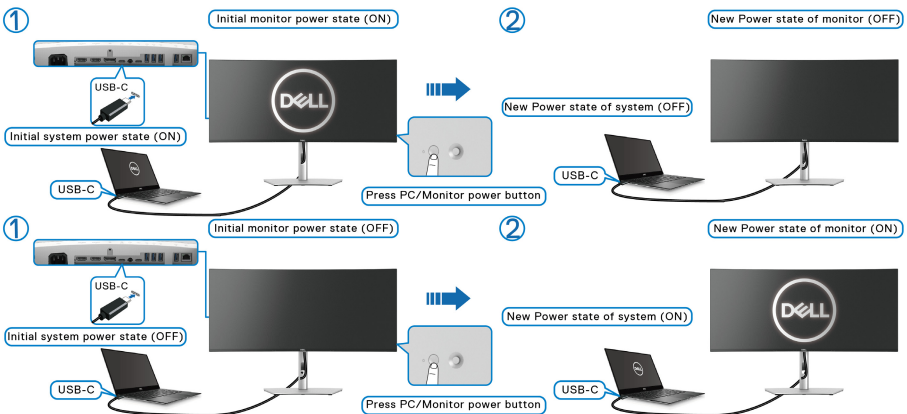 1
Initial monitor power state (ON)
2
New Power state of monitor (OFF)
USB-C
DELL
New Power state of system (OFF)
Initial system power state (ON)
DELL
USB-C
USB-C
Press PC/Monitor power button
1
Initial monitor power state (OFF)
2
New Power state of monitor (ON)
USB-C
DELL
New Power state of system (ON)
Initial system power state (OFF)
DELL
USB-C
USB-C
Press PC/Monitor power button